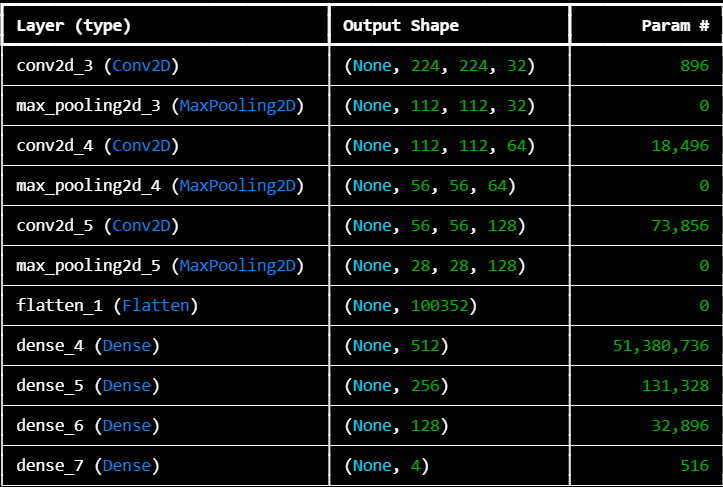 Layer (type) Output Shape Param #
conv2d_3 (Conv2D) (None, 224, 224, 32) 896
max_pooling2d_3 (MaxPooling2D) (None, 112, 112, 32) 0
conv2d_4 (Conv2D) (None, 112, 112, 64) 18,496
max_pooling2d_4 (MaxPooling2D) (None, 56, 56, 64) 0
conv2d_5 (Conv2D) (None, 56, 56, 128) 73,856
max_pooling2d_5 (MaxPooling2D) (None, 28, 28, 128) 0
flatten_1 (Flatten) (None, 100352) 0
dense_4 (Dense) (None, 512) 51,380,736
dense_5 (Dense) (None, 256) 131,328
dense_6 (Dense) (None, 128) 32,896
dense_7 (Dense) (None, 4) 516